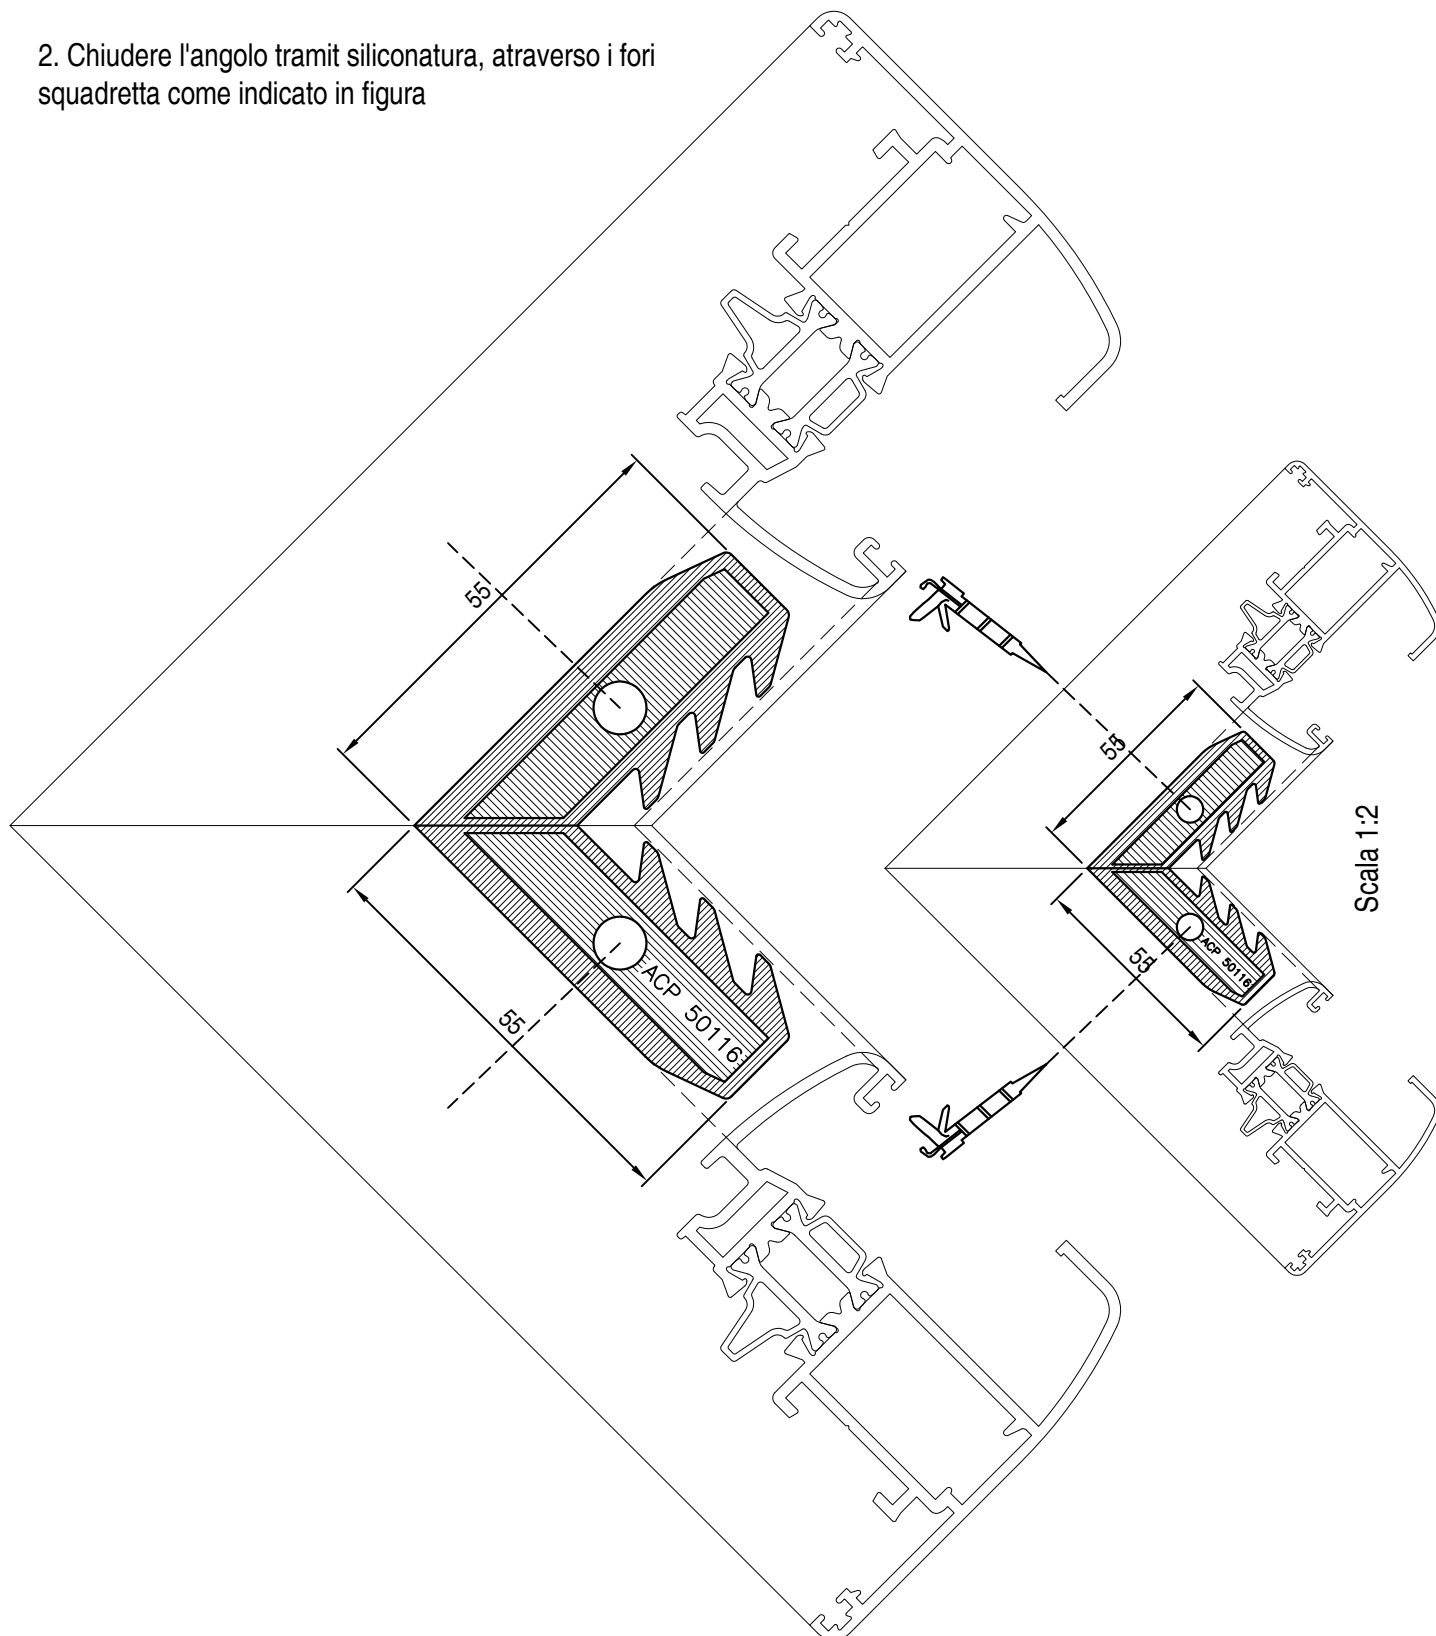 2. Chiudere l'angolo tramit siliconatura, atraverso i fori
squadretta come indicato in figura
55
55
ACP 50116
55
55
ACP 50116
Scala 1:2